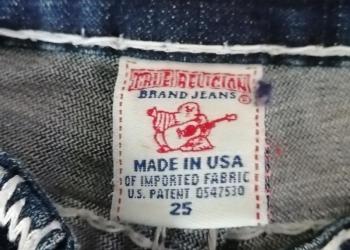 TRUE RELIGION
BRAND JEANS®
MADE IN USA
OF IMPORTED FABRIC
U.S. PATENT 0547530
25